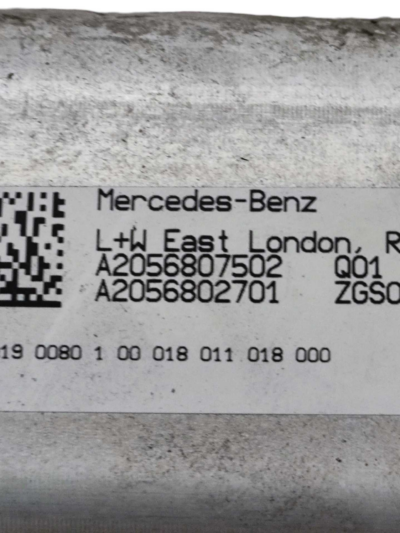 Mercedes-Benz
L+W East London, R
A2056807502 Q01
A2056802701 ZGS0
19 0080 1 00 018 011 018 000